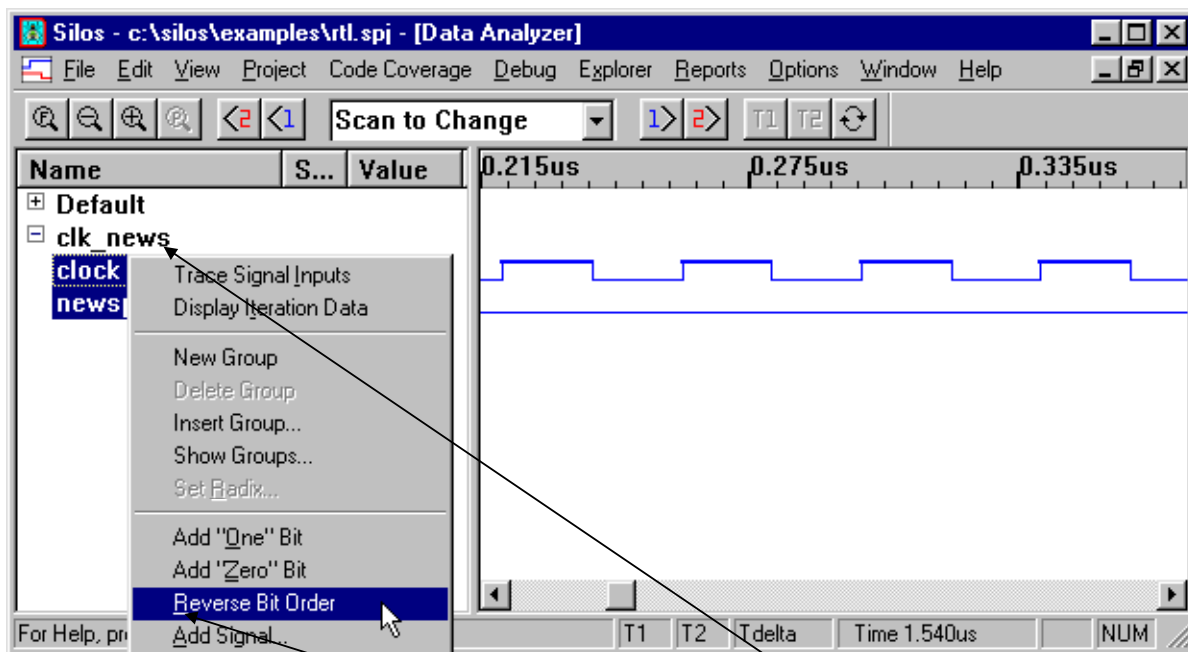 Silos - c:\silos\examples\rtl.spj - [Data Analyzer]
File Edit View Project Code Coverage Debug Explorer Reports Options Window Help
F P 2 1 Scan to Change 1 2 T1 T2
Name S... Value 0.215us 0.275us 0.335us
Default
clk_news
clock
newsp
Trace Signal Inputs
Display Iteration Data
New Group
Delete Group
Insert Group...
Show Groups...
Set Radix...
Add "One" Bit
Add "Zero" Bit
Reverse Bit Order
Add Signal...
For Help, pr T1 T2 Tdelta Time 1.540us NUM